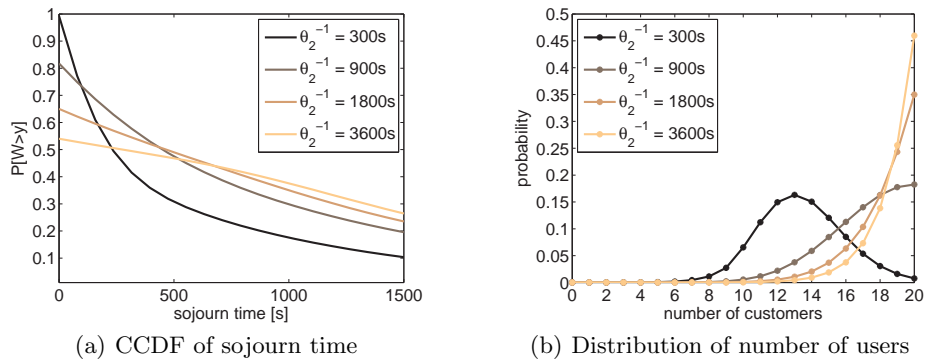 1
0.9
0.8
0.7
0.6
0.5
0.4
0.3
0.2
0.1
P[W>y]
θ₂⁻¹ = 300s
θ₂⁻¹ = 900s
θ₂⁻¹ = 1800s
θ₂⁻¹ = 3600s
0 500 1000 1500
sojourn time [s]
(a) CCDF of sojourn time
0.5
0.45
0.4
0.35
0.3
0.25
0.2
0.15
0.1
0.05
0
probability
θ₂⁻¹ = 300s
θ₂⁻¹ = 900s
θ₂⁻¹ = 1800s
θ₂⁻¹ = 3600s
0 2 4 6 8 10 12 14 16 18 20
number of customers
(b) Distribution of number of users